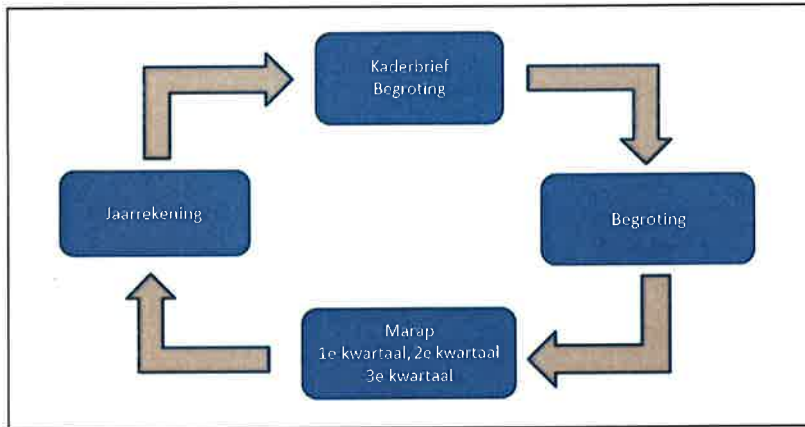 Kaderbrief
Begroting
Jaarrekening
Begroting
Marap
1e kwartaal, 2e kwartaal
3e kwartaal